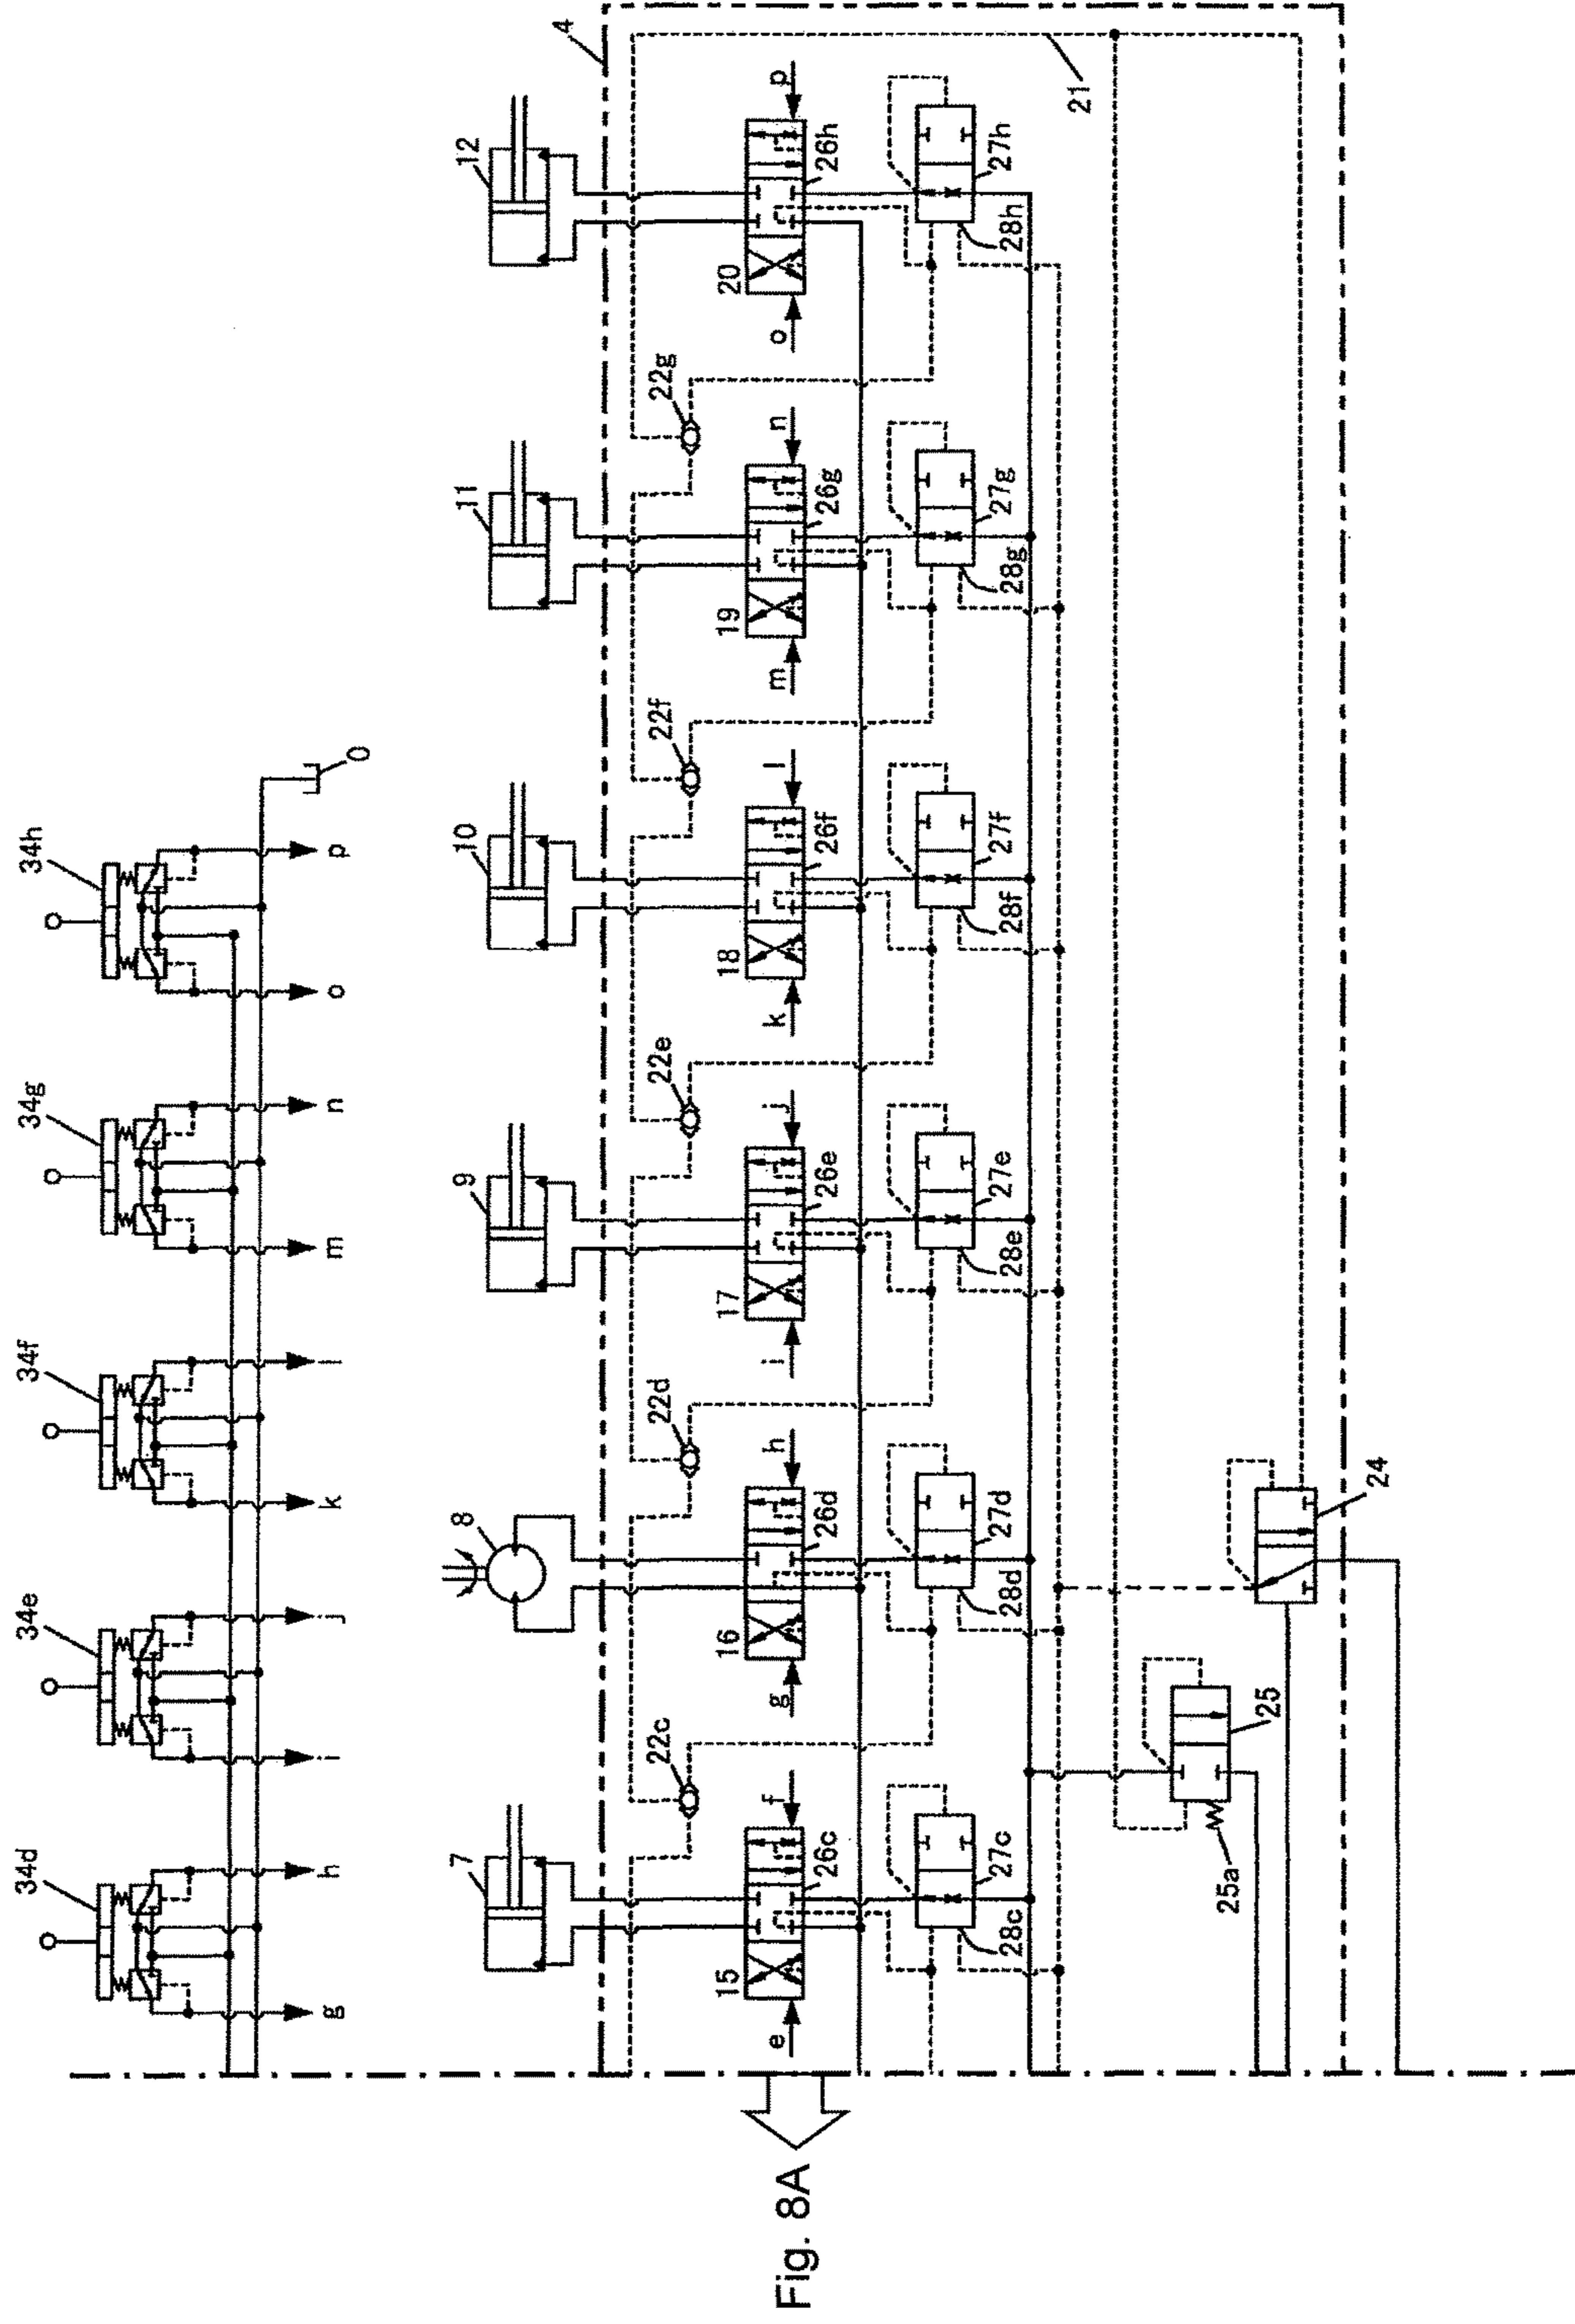 34d
34e
34f
34g
34h
g
h
i
j
k
l
m
n
o
p
0
7
8
9
10
11
12
4
22c
22d
22e
22f
22g
15
16
17
18
19
20
e
f
g
h
i
j
k
l
m
n
o
p
26c
26d
26e
26f
26g
26h
28c
27c
28d
27d
28e
27e
28f
27f
28g
27g
28h
27h
21
25a
25
24
Fig. 8A